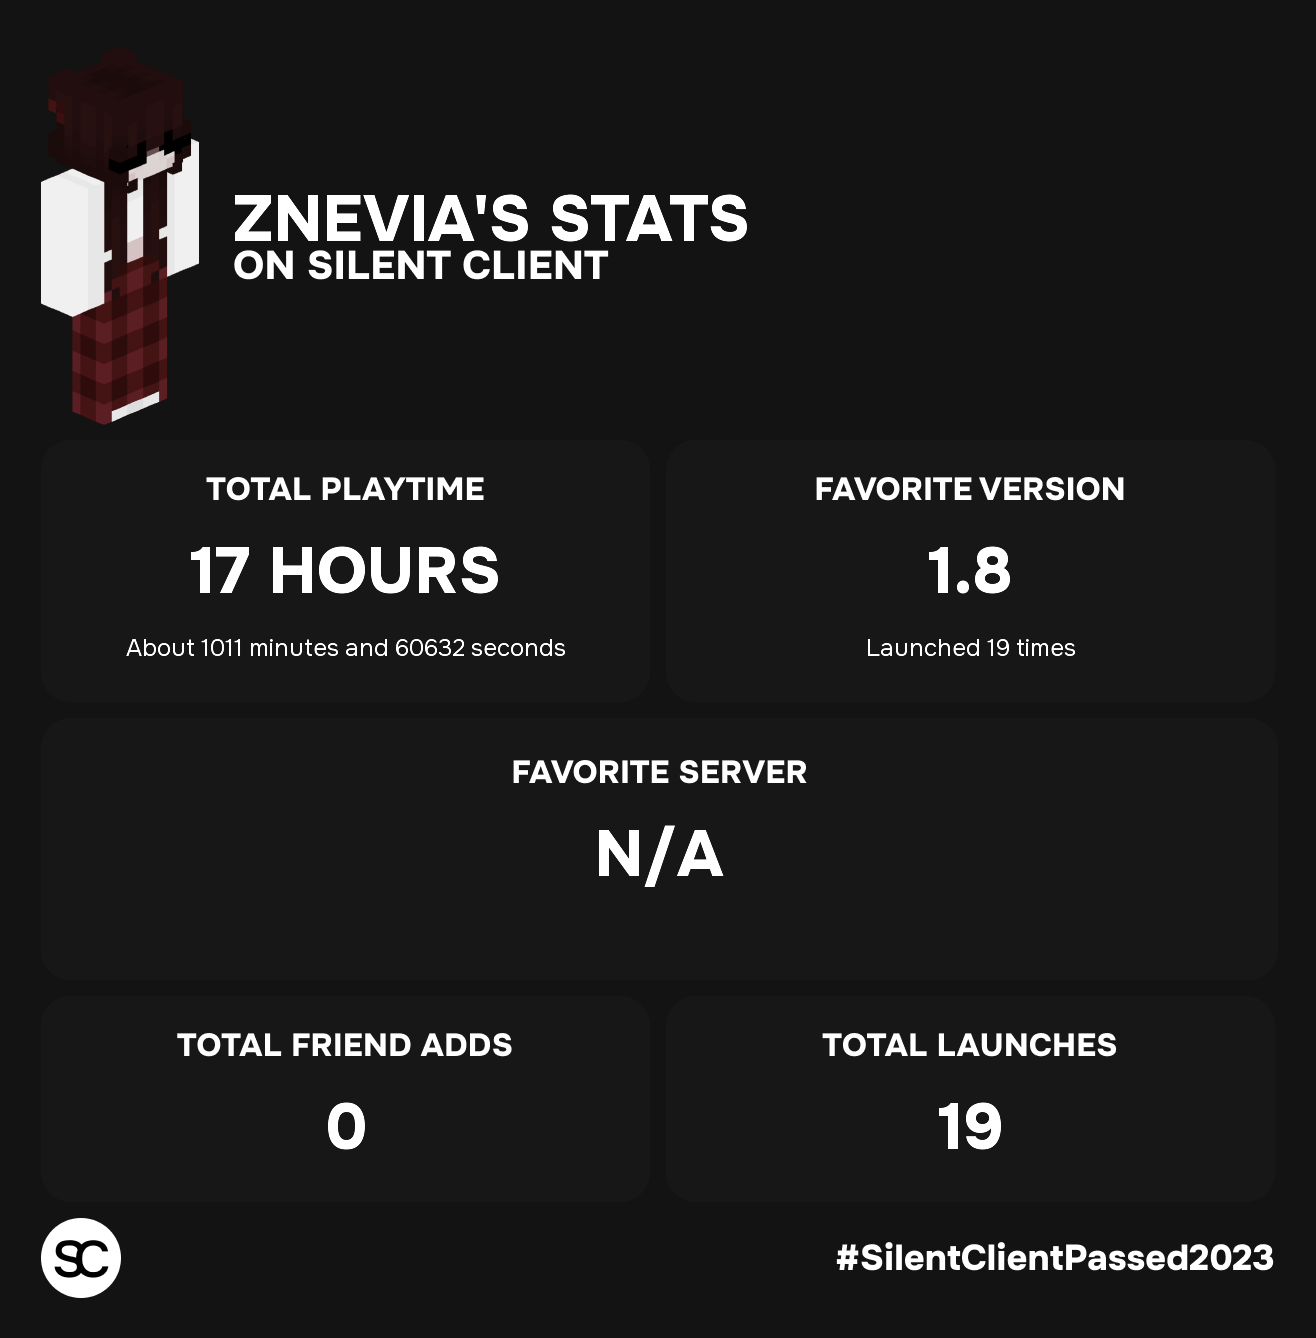 ZNEVIA'S STATS
ON SILENT CLIENT
TOTAL PLAYTIME
17 HOURS
About 1011 minutes and 60632 seconds
FAVORITE VERSION
1.8
Launched 19 times
FAVORITE SERVER
N/A
TOTAL FRIEND ADDS
0
TOTAL LAUNCHES
19
SC
#SilentClientPassed2023